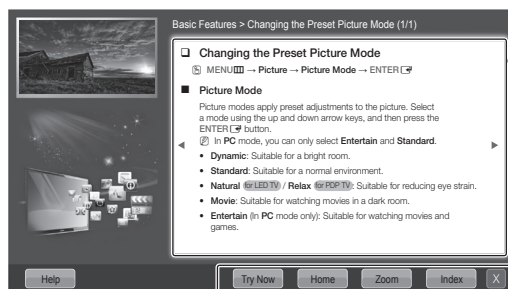 Basic Features > Changing the Preset Picture Mode (1/1)
❑ Changing the Preset Picture Mode
MENU → Picture → Picture Mode → ENTER
■ Picture Mode
Picture modes apply preset adjustments to the picture. Select
a mode using the up and down arrow keys, and then press the
ENTER button.
In PC mode, you can only select Entertain and Standard.
• Dynamic: Suitable for a bright room.
• Standard: Suitable for a normal environment.
• Natural for LED TV / Relax for PDP TV: Suitable for reducing eye strain.
• Movie: Suitable for watching movies in a dark room.
• Entertain (In PC mode only): Suitable for watching movies and
games.
Help Try Now Home Zoom Index X